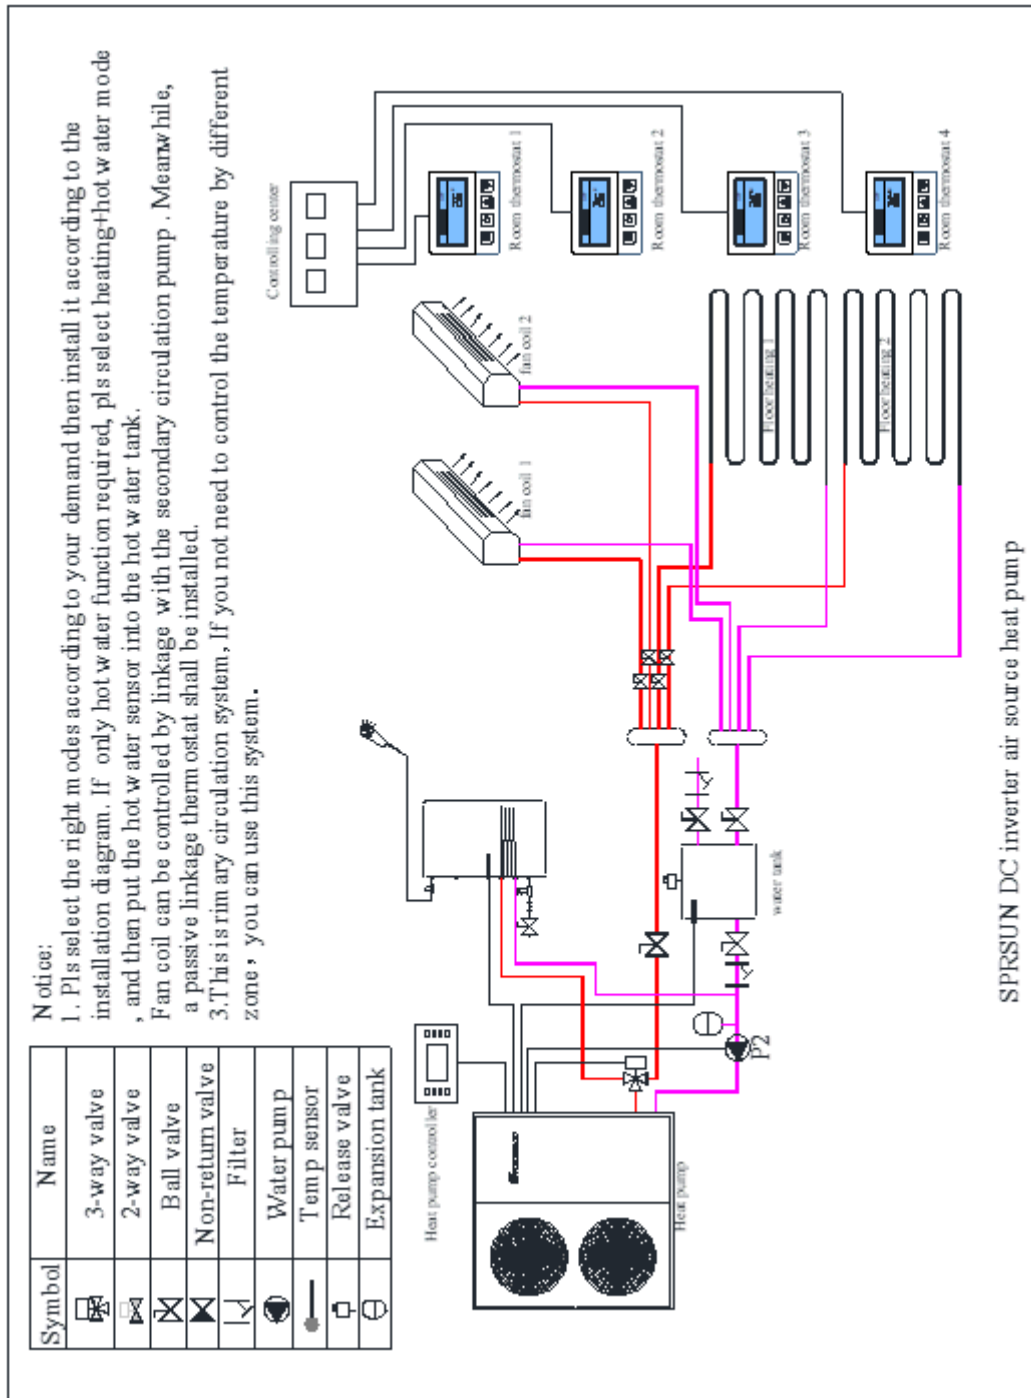 Notice:
1. Pls select the right modes according to your demand then install it according to the
installation diagram. If only hot water function required, pls select heating+hot water mode
, and then put the hot water sensor into the hot water tank.
Fan coil can be controlled by linkage with the secondary circulation pump . Meanwhile,
a passive linkage thermostat shall be installed.
3.This is rimary circulation system, If you not need to control the temperature by different
zone, you can use this system.
Symbol Name
3-way valve
2-way valve
Ball valve
Non-return valve
Filter
Water pump
Temp sensor
Release valve
Expansion tank
Controlling center
Room thermostat 1
Room thermostat 2
Room thermostat 3
Room thermostat 4
fan coil 1
fan coil 2
Floor heating 1
Floor heating 2
Heat pump controller
Heat pump
P2
water tank
SPRSUN DC inverter air source heat pump